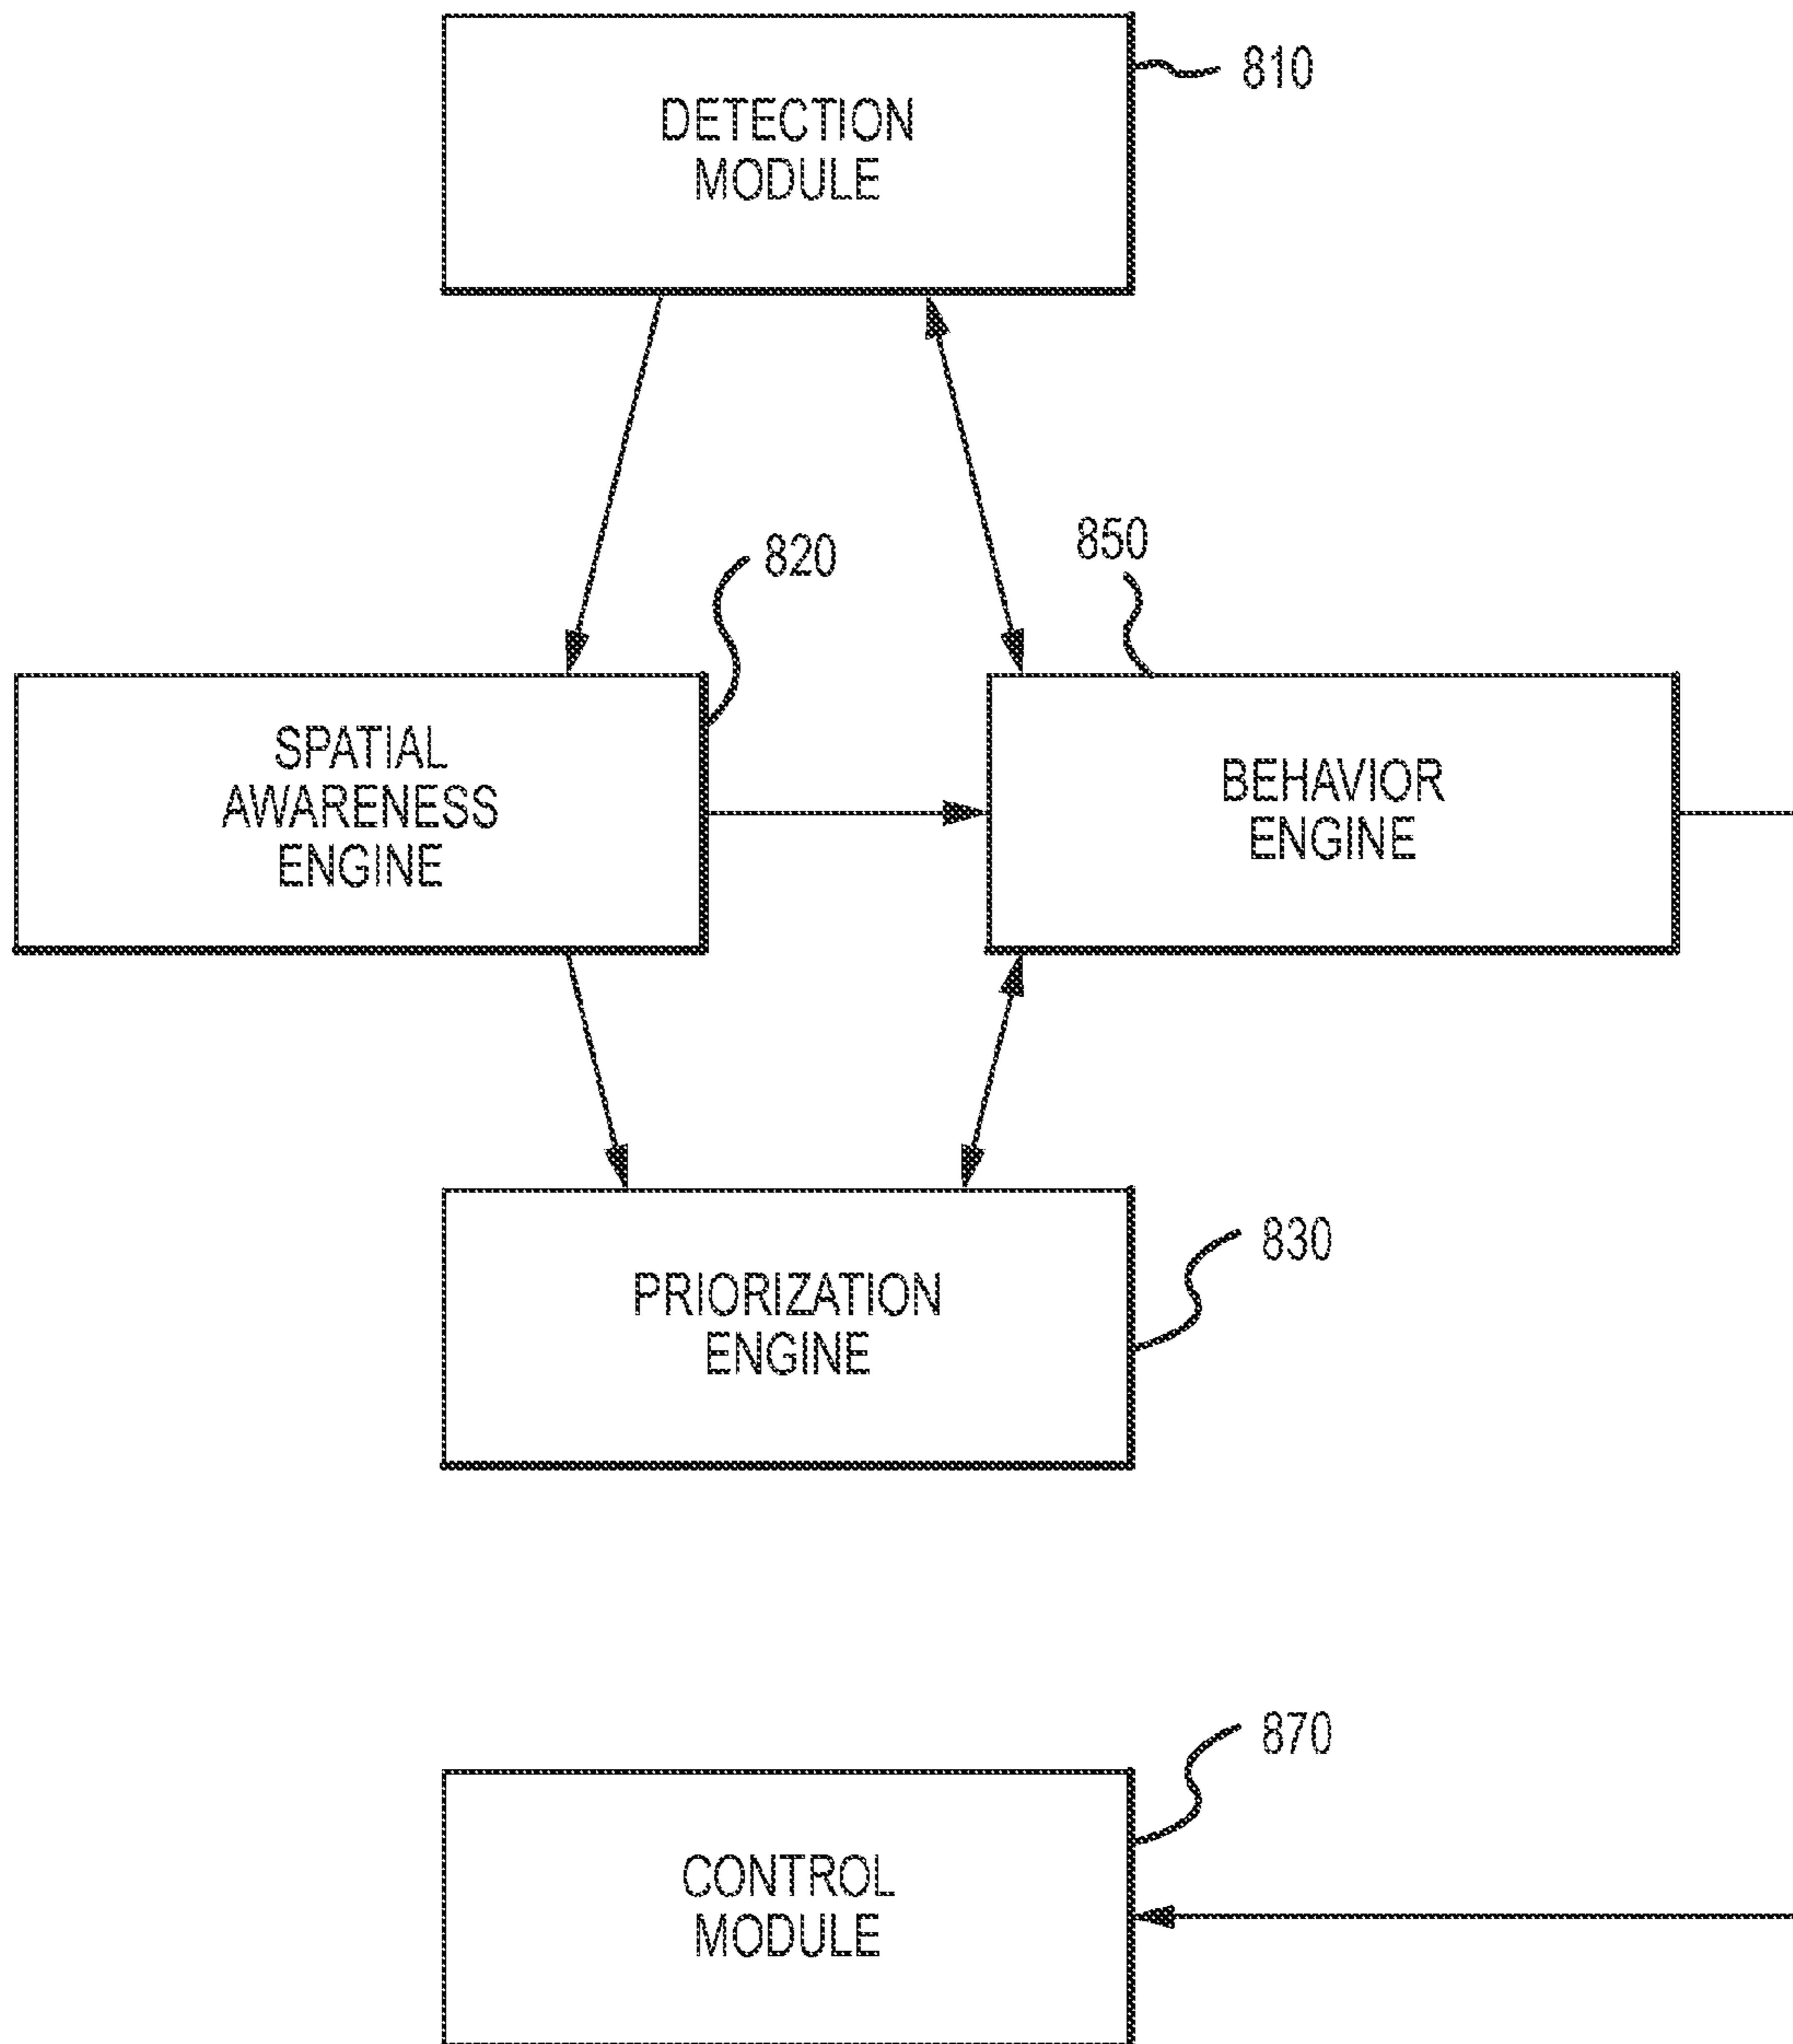 DETECTION
MODULE
810
820
850
SPATIAL
AWARENESS
ENGINE
BEHAVIOR
ENGINE
PRIORIZATION
ENGINE
830
870
CONTROL
MODULE